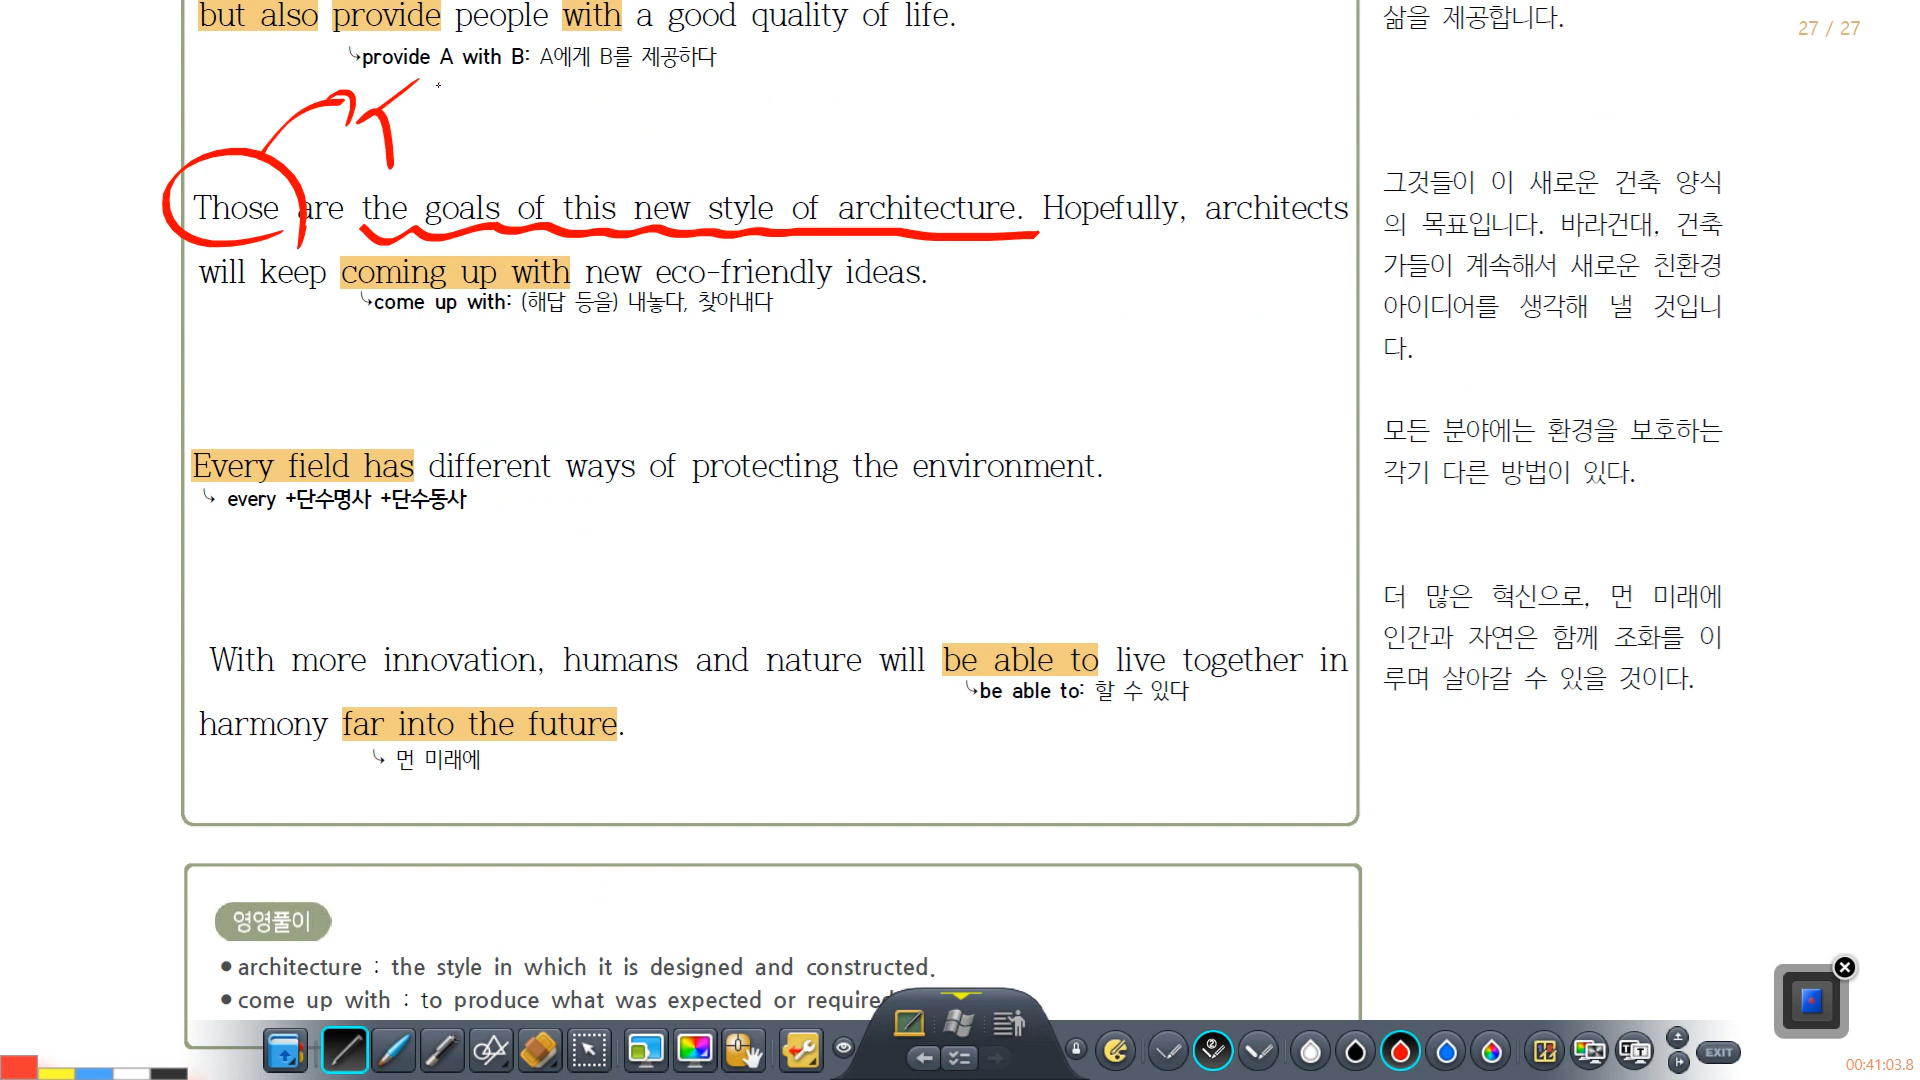 but also provide people with a good quality of life.
provide A with B: A에게 B를 제공하다
삶을 제공합니다.
27 / 27
Those are the goals of this new style of architecture. Hopefully, architects
will keep coming up with new eco-friendly ideas.
come up with: (해답 등을) 내놓다, 찾아내다
그것들이 이 새로운 건축 양식
의 목표입니다. 바라건대, 건축
가들이 계속해서 새로운 친환경
아이디어를 생각해 낼 것입니
다.
Every field has different ways of protecting the environment.
every +단수명사 +단수동사
모든 분야에는 환경을 보호하는
각기 다른 방법이 있다.
With more innovation, humans and nature will be able to live together in
be able to: 할 수 있다
harmony far into the future.
먼 미래에
더 많은 혁신으로, 먼 미래에
인간과 자연은 함께 조화를 이
루며 살아갈 수 있을 것이다.
영영풀이
●architecture : the style in which it is designed and constructed.
●come up with : to produce what was expected or required
EXIT
00:41:03.8